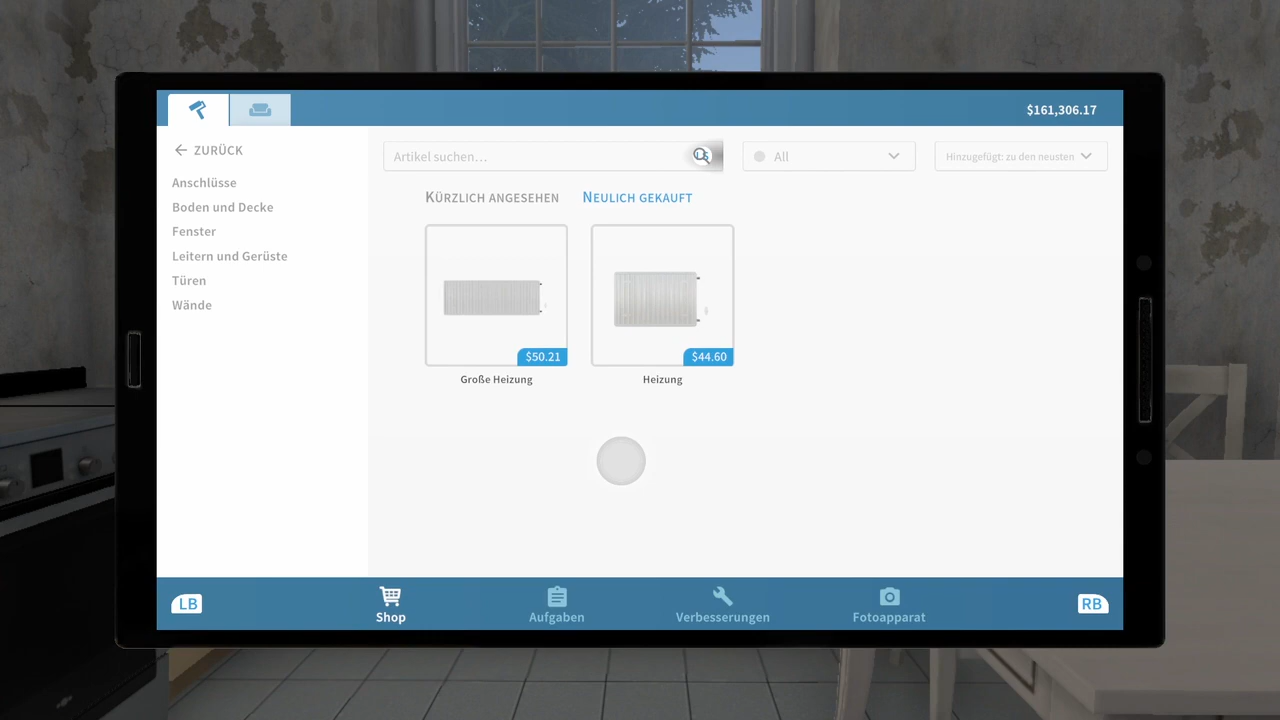 $161,306.17
ZURÜCK
Anschlüsse
Boden und Decke
Fenster
Leitern und Gerüste
Türen
Wände
Artikel suchen...
LS
All
Hinzugefügt: zu den neusten
KÜRZLICH ANGESEHEN
NEULICH GEKAUFT
$50.21
Große Heizung
$44.60
Heizung
LB
Shop
Aufgaben
Verbesserungen
Fotoapparat
RB